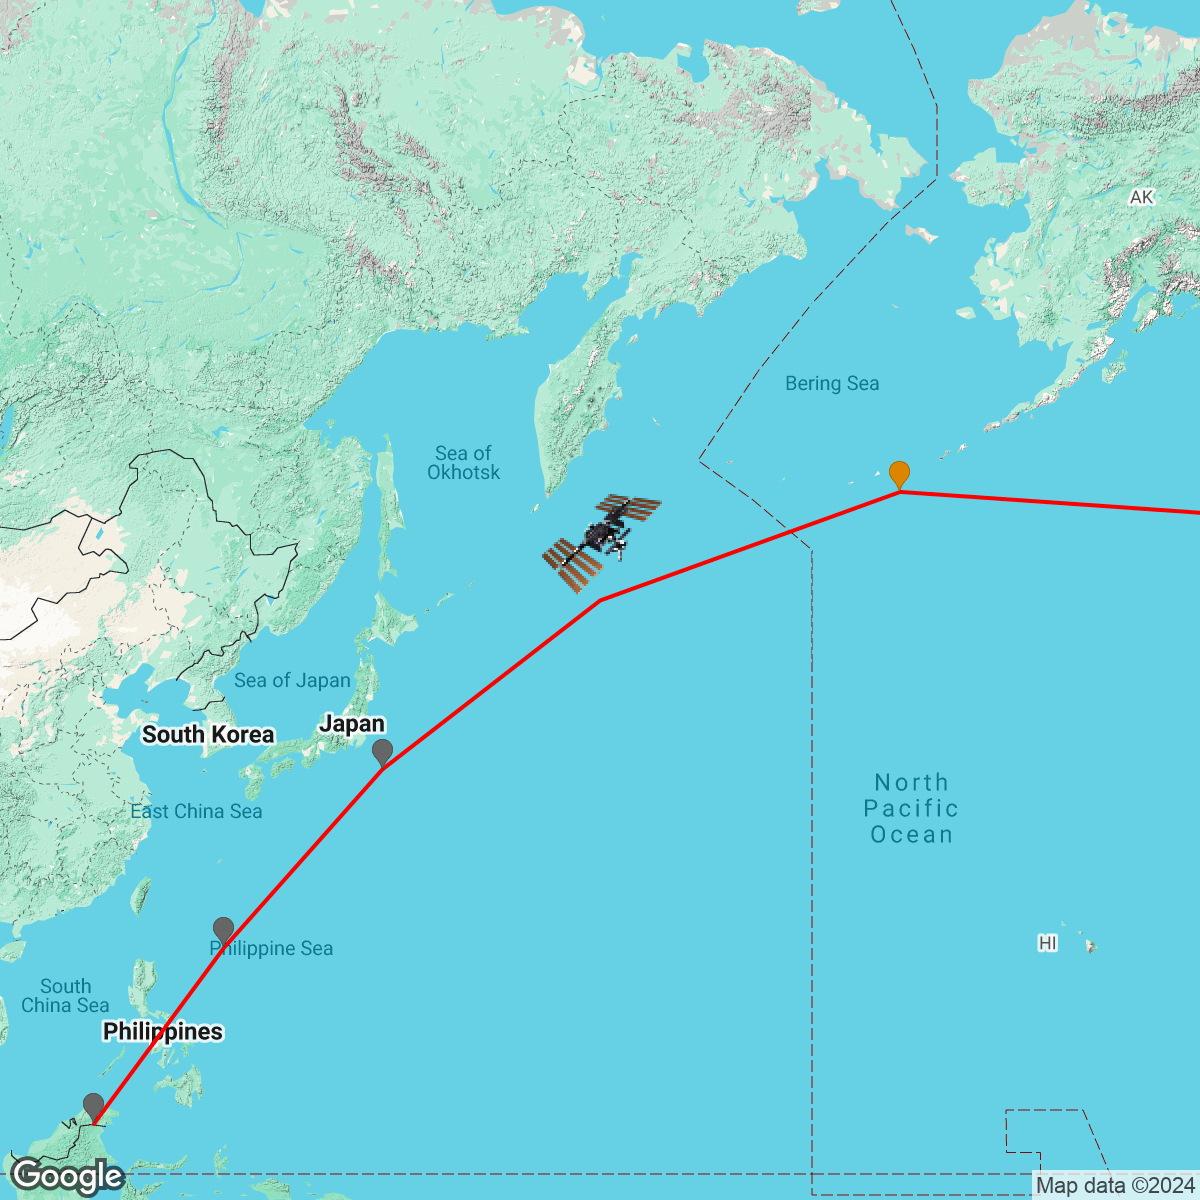 AK
Bering Sea
Sea of
Okhotsk
Sea of Japan
Japan
South Korea
East China Sea
North
Pacific
Ocean
HI
Philippine Sea
South
China Sea
Philippines
Google
Map data ©2024